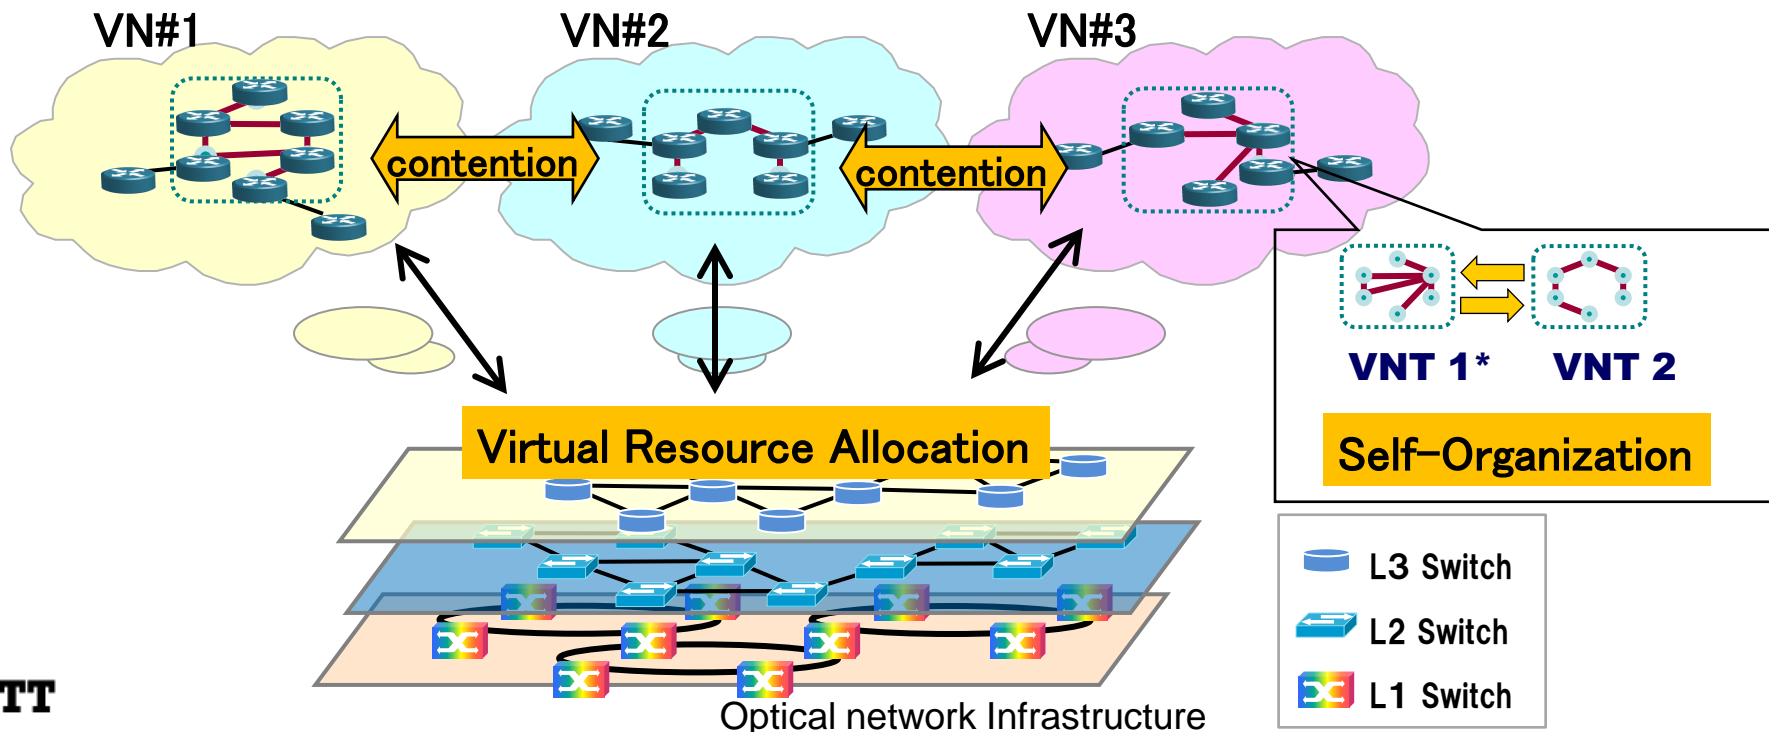 VN#1
VN#2
VN#3
contention
contention
VNT 1*
VNT 2
Virtual Resource Allocation
Self-Organization
L3 Switch
L2 Switch
L1 Switch
TT
Optical network Infrastructure